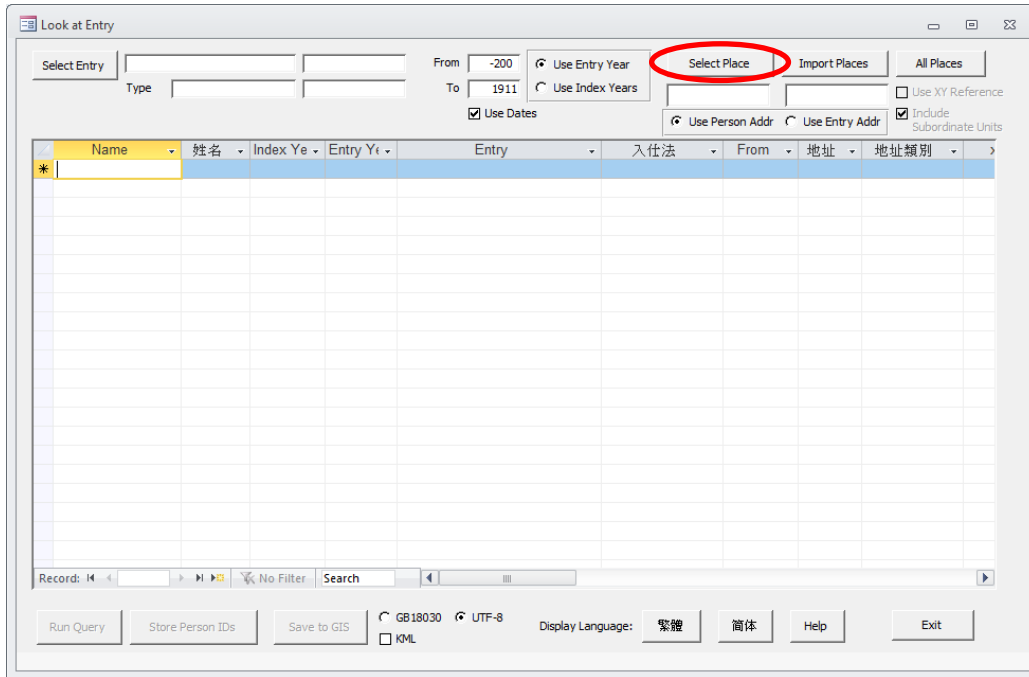 Look at Entry
Select Entry
From -200
Use Entry Year
Select Place
Import Places
All Places
Type
To 1911
Use Index Years
Use XY Reference
Use Dates
Use Person Addr
Use Entry Addr
Include
Subordinate Units
Name 姓名 Index Ye Entry Ye Entry 入仕法 From 地址 地址類別
Record: No Filter Search
Run Query
Store Person IDs
Save to GIS
GB18030
UTF-8
KML
Display Language:
繁體
简体
Help
Exit